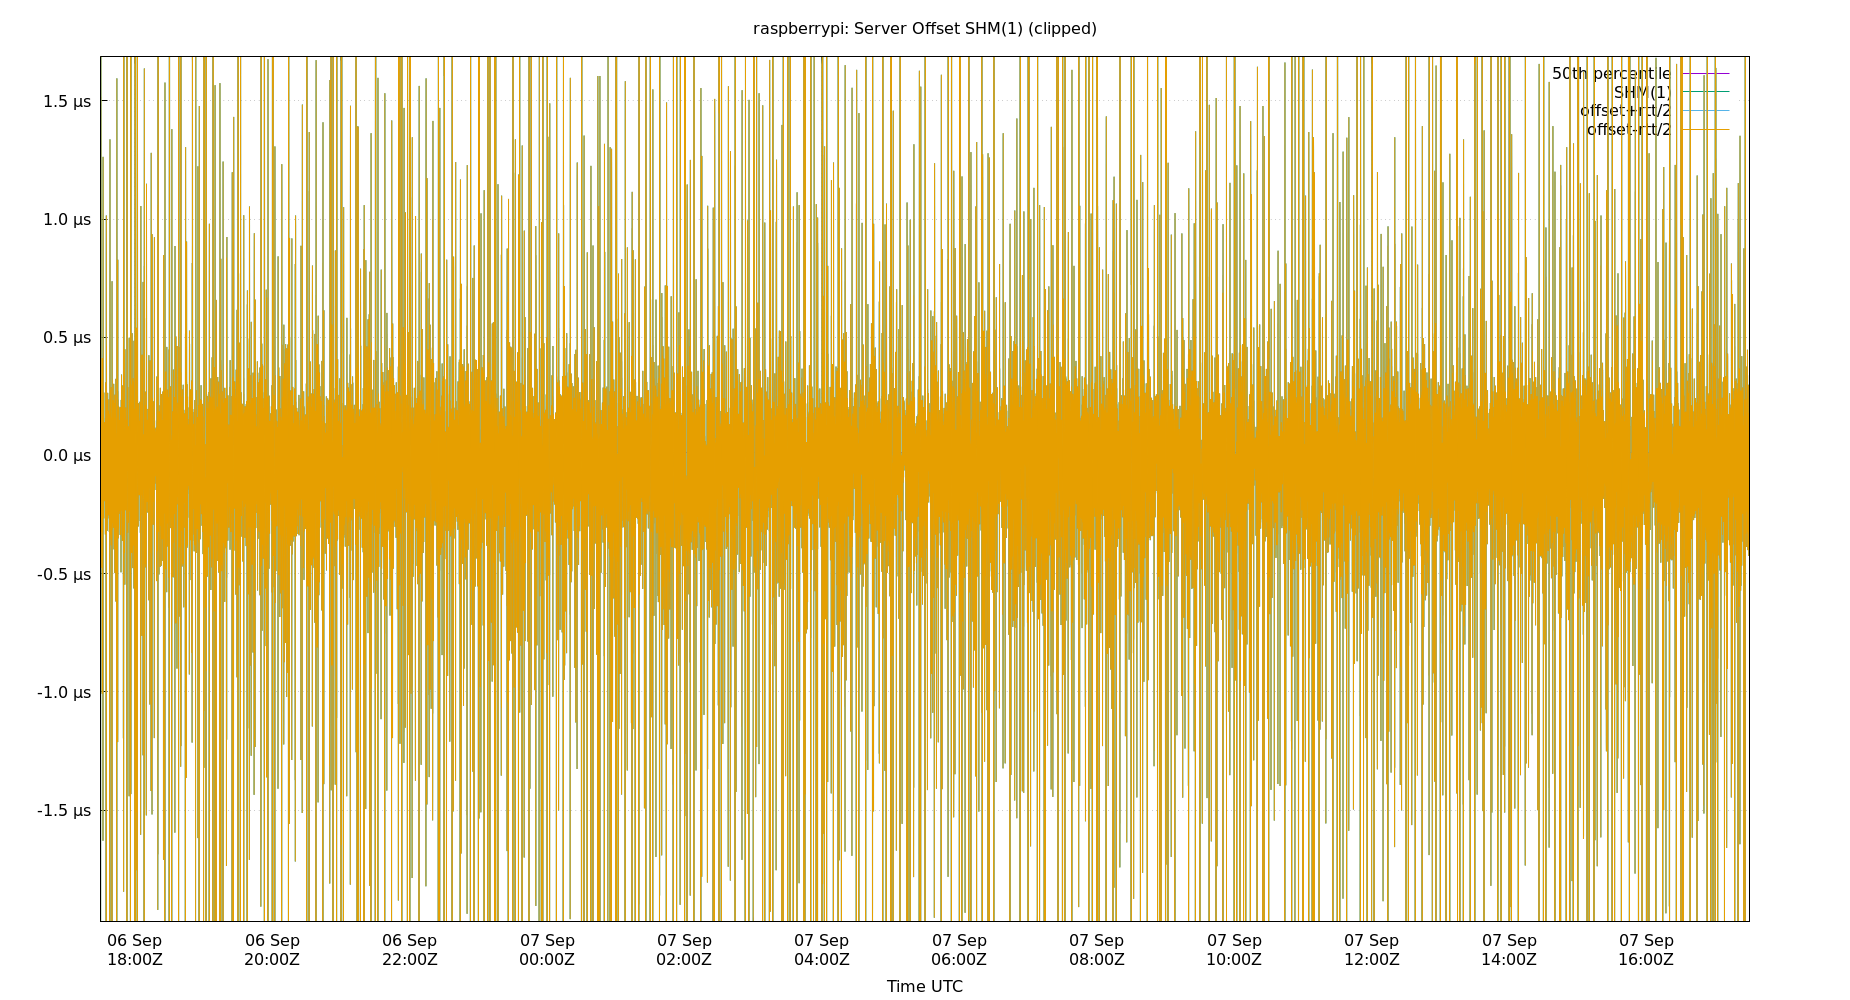 raspberrypi: Server Offset SHM(1) (clipped)
50th percentile
SHM(1)
offset+rtt/2
offset-rtt/2
1.5 µs
1.0 µs
0.5 µs
0.0 µs
-0.5 µs
-1.0 µs
-1.5 µs
06 Sep 06 Sep 06 Sep 07 Sep 07 Sep 07 Sep 07 Sep 07 Sep 07 Sep 07 Sep 07 Sep 07 Sep
18:00Z 20:00Z 22:00Z 00:00Z 02:00Z 04:00Z 06:00Z 08:00Z 10:00Z 12:00Z 14:00Z 16:00Z
Time UTC